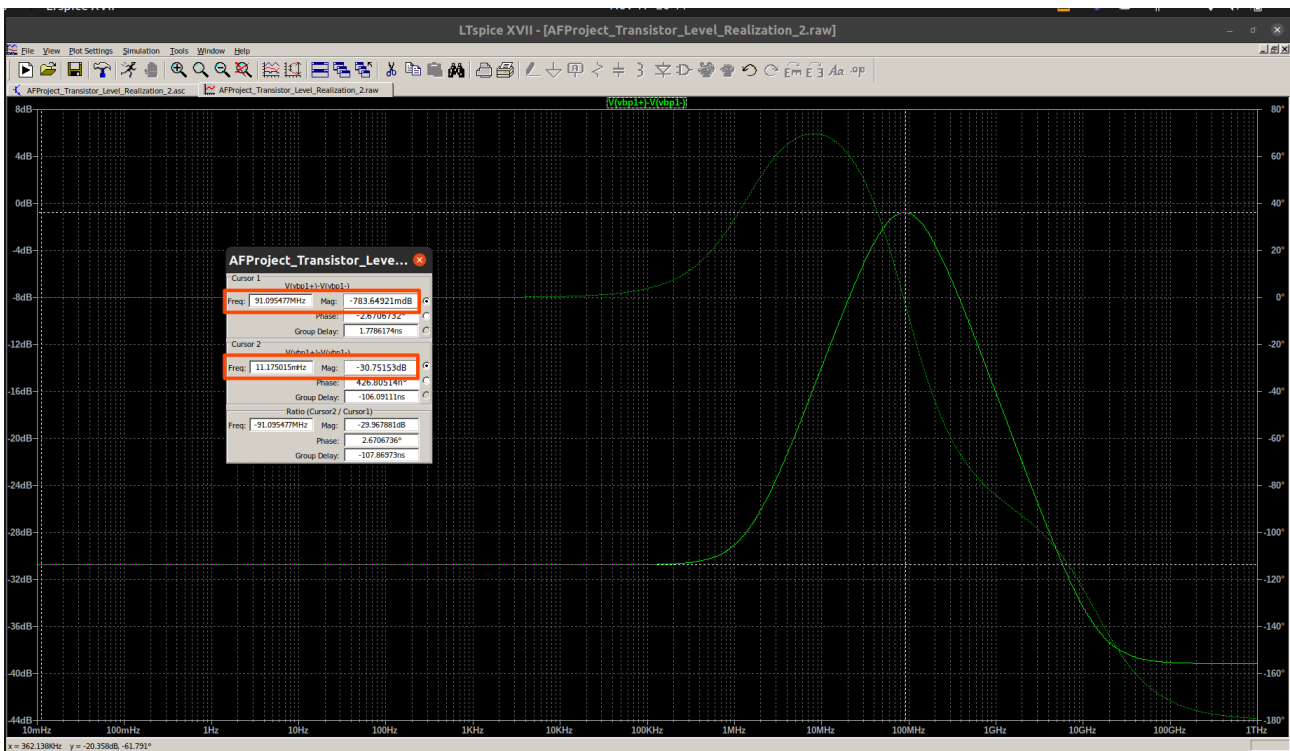 LTspice XVII - [AFProject_Transistor_Level_Realization_2.raw]
File View Plot Settings Simulation Tools Window Help
AFProject_Transistor_Level_Realization_2.asc AFProject_Transistor_Level_Realization_2.raw
V(vbp1+)-V(vbp1-)
8dB 80°
4dB 60°
0dB 40°
-4dB 20°
-8dB 0°
-12dB -20°
-16dB -40°
-20dB -60°
-24dB -80°
-28dB -100°
-32dB -120°
-36dB -140°
-40dB -160°
-44dB -180°
AFProject_Transistor_Leve...
Cursor 1
V(vbp1+)-V(vbp1-)
Freq: 91.095477MHz Mag: -783.64921mdB
Phase: -2.6706732°
Group Delay: 1.7786174ns
Cursor 2
V(vbp1+)-V(vbp1-)
Freq: 11.175015mHz Mag: -30.75153dB
Phase: 426.80514n°
Group Delay: -106.09111ns
Ratio (Cursor2 / Cursor1)
Freq: -91.095477MHz Mag: -29.967881dB
Phase: 2.6706736°
Group Delay: -107.86973ns
10mHz 100mHz 1Hz 10Hz 100Hz 1KHz 10KHz 100KHz 1MHz 10MHz 100MHz 1GHz 10GHz 100GHz 1THz
x = 362.138KHz y = -20.358dB, -61.791°